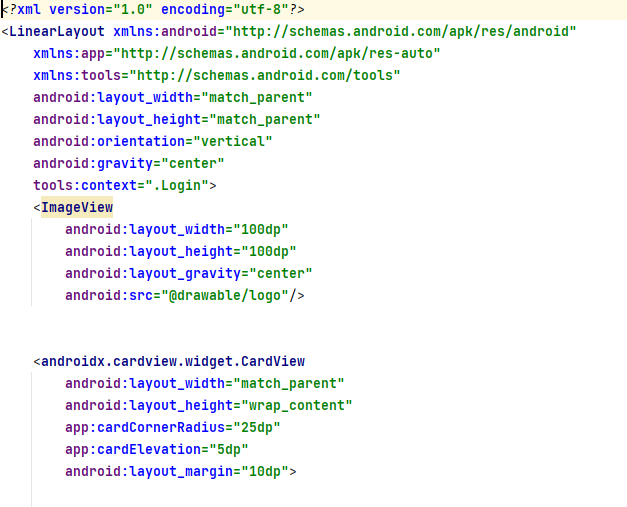 <?xml version="1.0" encoding="utf-8"?>
<LinearLayout xmlns:android="http://schemas.android.com/apk/res/android"
    xmlns:app="http://schemas.android.com/apk/res-auto"
    xmlns:tools="http://schemas.android.com/tools"
    android:layout_width="match_parent"
    android:layout_height="match_parent"
    android:orientation="vertical"
    android:gravity="center"
    tools:context=".Login">
    <ImageView
        android:layout_width="100dp"
        android:layout_height="100dp"
        android:layout_gravity="center"
        android:src="@drawable/logo"/>
    <androidx.cardview.widget.CardView
        android:layout_width="match_parent"
        android:layout_height="wrap_content"
        app:cardCornerRadius="25dp"
        app:cardElevation="5dp"
        android:layout_margin="10dp">